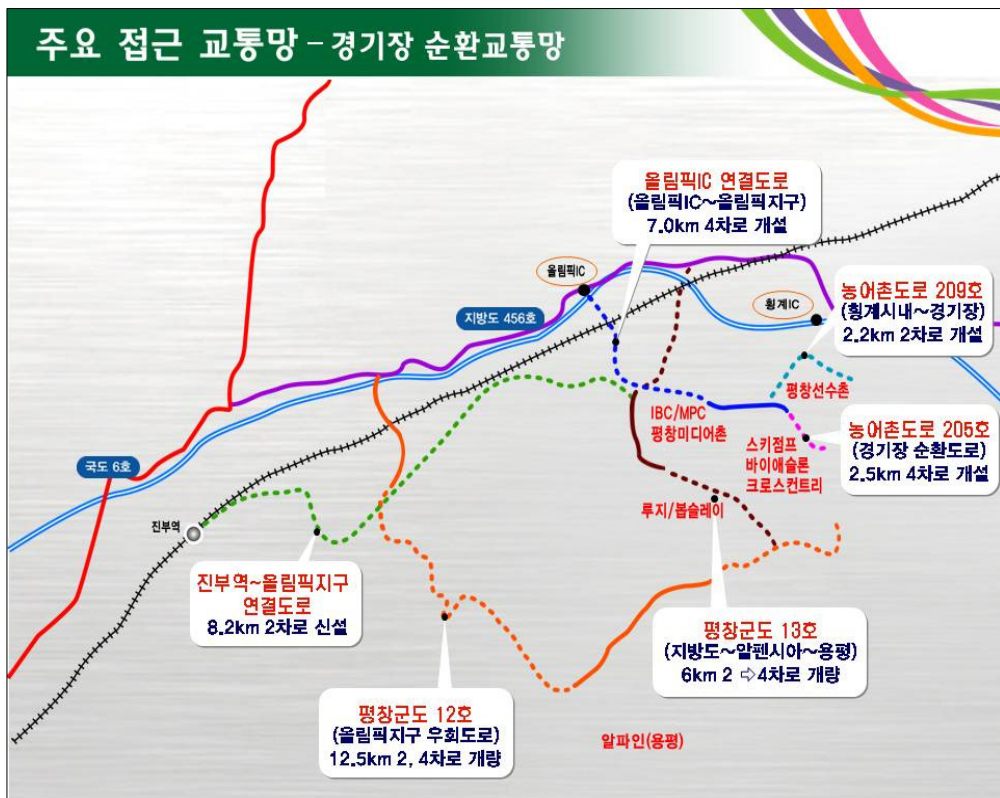 주요 접근 교통망 – 경기장 순환교통망
올림픽IC 연결도로
(올림픽IC~올림픽지구)
7.0km 4차로 개설
올림픽IC
횡계IC
농어촌도로 209호
(횡계시내~경기장)
2.2km 2차로 개설
지방도 456호
평창선수촌
IBC/MPC
평창미디어촌
스키점프
바이애슬론
크로스컨트리
농어촌도로 205호
(경기장 순환도로)
2.5km 4차로 개설
국도 6호
루지/봅슬레이
진부역
진부역~올림픽지구
연결도로
8.2km 2차로 신설
평창군도 13호
(지방도~알펜시아~용평)
6km 2 ⇨4차로 개량
평창군도 12호
(올림픽지구 우회도로)
12.5km 2, 4차로 개량
알파인(용평)